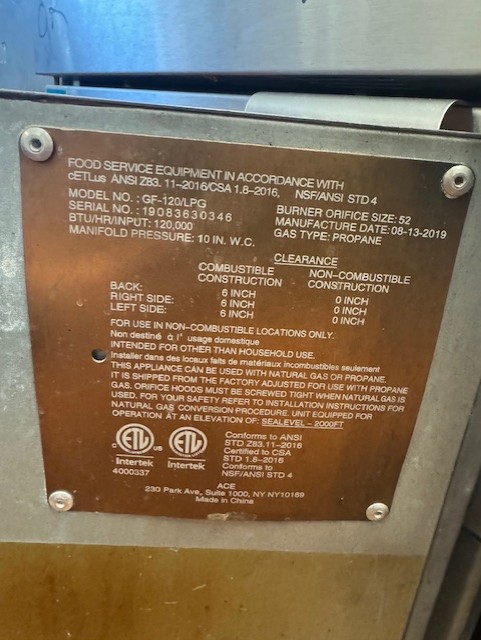 FOOD SERVICE EQUIPMENT IN ACCORDANCE WITH
cETLus ANSI Z83. 11-2016/CSA 1.8-2016, NSF/ANSI STD 4
MODEL NO. : GF-120/LPG BURNER ORIFICE SIZE: 52
SERIAL NO. : 19083630346 MANUFACTURE DATE: 08-13-2019
BTU/HR/INPUT: 120,000 GAS TYPE: PROPANE
MANIFOLD PRESSURE: 10 IN. W.C.
CLEARANCE
COMBUSTIBLE CONSTRUCTION NON-COMBUSTIBLE CONSTRUCTION
BACK: 6 INCH 0 INCH
RIGHT SIDE: 6 INCH 0 INCH
LEFT SIDE: 6 INCH 0 INCH
FOR USE IN NON-COMBUSTIBLE LOCATIONS ONLY.
Non destiné à l' usage domestique
INTENDED FOR OTHER THAN HOUSEHOLD USE.
Installer dans des locaux faits de matériaux incombustibles seulement
THIS APPLIANCE CAN BE USED WITH NATURAL GAS OR PROPANE.
IT IS SHIPPED FROM THE FACTORY ADJUSTED FOR USE WITH PROPANE
GAS. ORIFICE HOODS MUST BE SCREWED TIGHT WHEN NATURAL GAS IS
USED. FOR YOUR SAFETY REFER TO INSTALLATION INSTRUCTIONS FOR
NATURAL GAS CONVERSION PROCEDURE. UNIT EQUIPPED FOR
OPERATION AT AN ELEVATION OF: SEALEVEL - 2000FT
C ETL US
Intertek
4000337
ETL
Intertek
Conforms to ANSI
STD Z83.11-2016
Certified to CSA
STD 1.8-2016
Conforms to
NSF/ANSI STD 4
ACE
230 Park Ave, Suite 1000, NY NY10169
Made in China